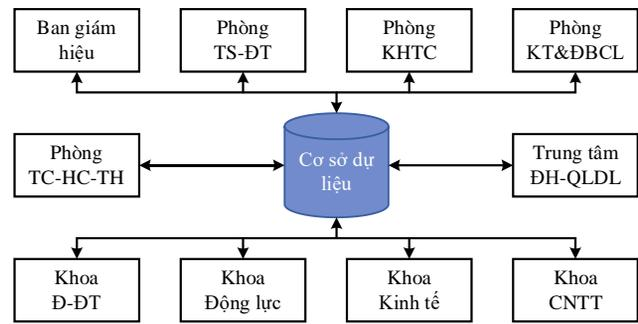 Ban giám
hiệu
Phòng
TS-ĐT
Phòng
KHTC
Phòng
KT&ĐBCL
Phòng
TC-HC-TH
Cơ sở dự
liệu
Trung tâm
ĐH-QLDL
Khoa
Đ-ĐT
Khoa
Động lực
Khoa
Kinh tế
Khoa
CNTT